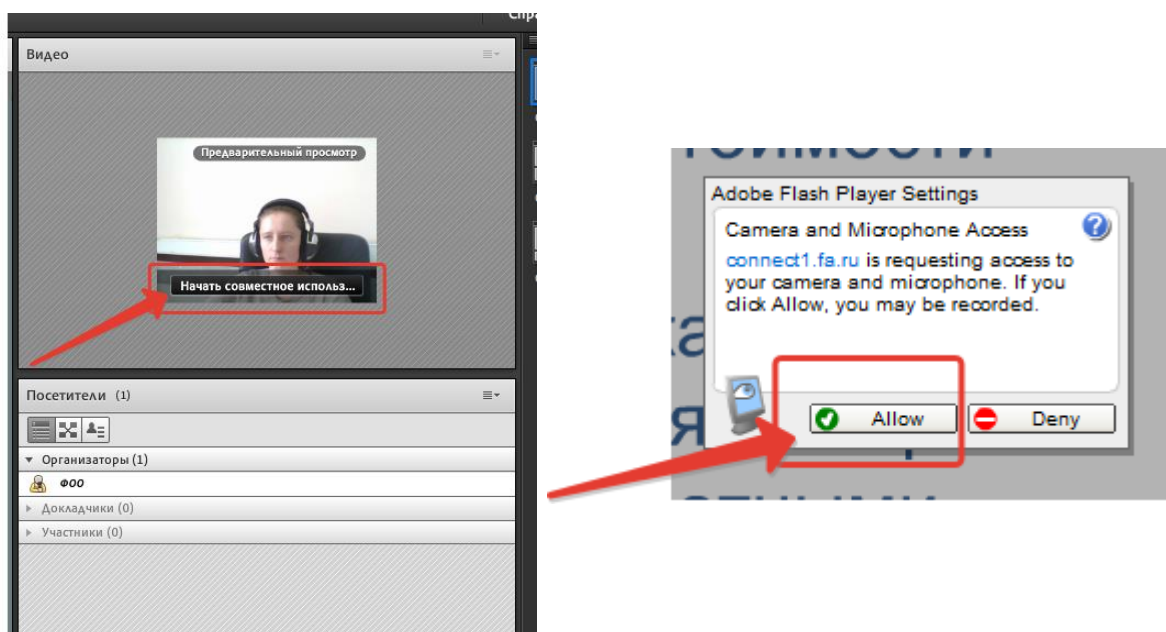 Видео
Предварительный просмотр
Начать совместное использ...
Посетители (1)
Организаторы (1)
ФОО
Докладчики (0)
Участники (0)
Adobe Flash Player Settings
Camera and Microphone Access
connect1.fa.ru is requesting access to
your camera and microphone. If you
click Allow, you may be recorded.
Allow
Deny